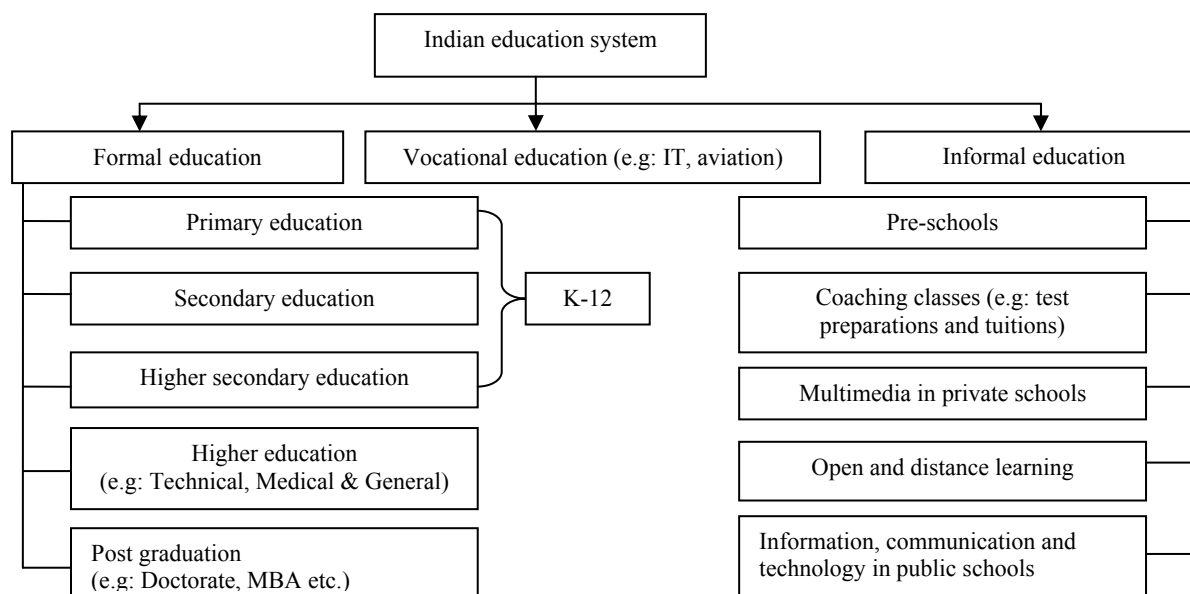 Indian education system
Formal education
Vocational education (e.g: IT, aviation)
Informal education
Primary education
Secondary education
Higher secondary education
K-12
Higher education
(e.g: Technical, Medical & General)
Post graduation
(e.g: Doctorate, MBA etc.)
Pre-schools
Coaching classes (e.g: test
preparations and tuitions)
Multimedia in private schools
Open and distance learning
Information, communication and
technology in public schools